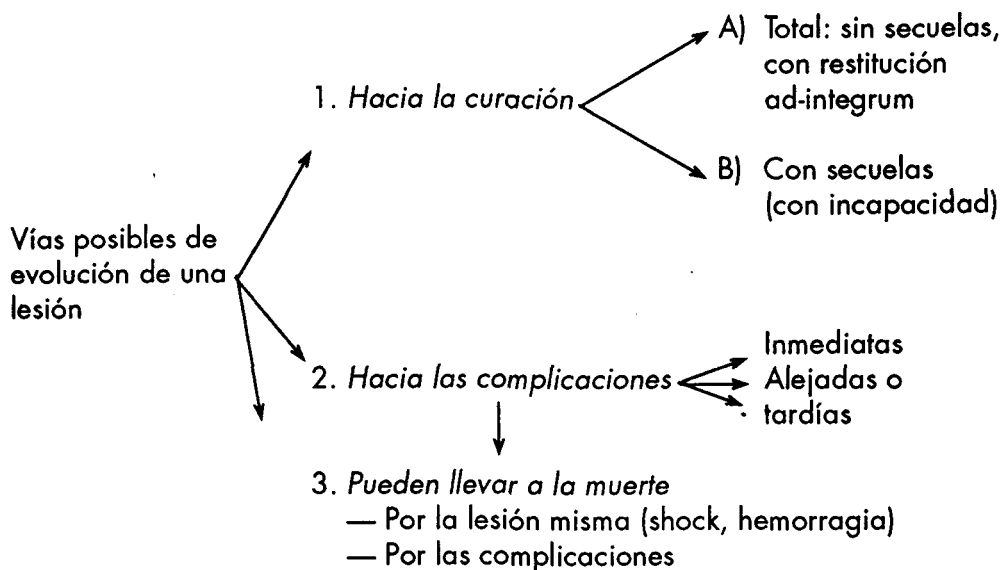 A) Total: sin secuelas,
con restitución
ad-integrum
1. Hacia la curación
B) Con secuelas
(con incapacidad)
Vías posibles de
evolución de una
lesión
2. Hacia las complicaciones
Inmediatas
Alejadas o
tardías
3. Pueden llevar a la muerte
— Por la lesión misma (shock, hemorragia)
— Por las complicaciones